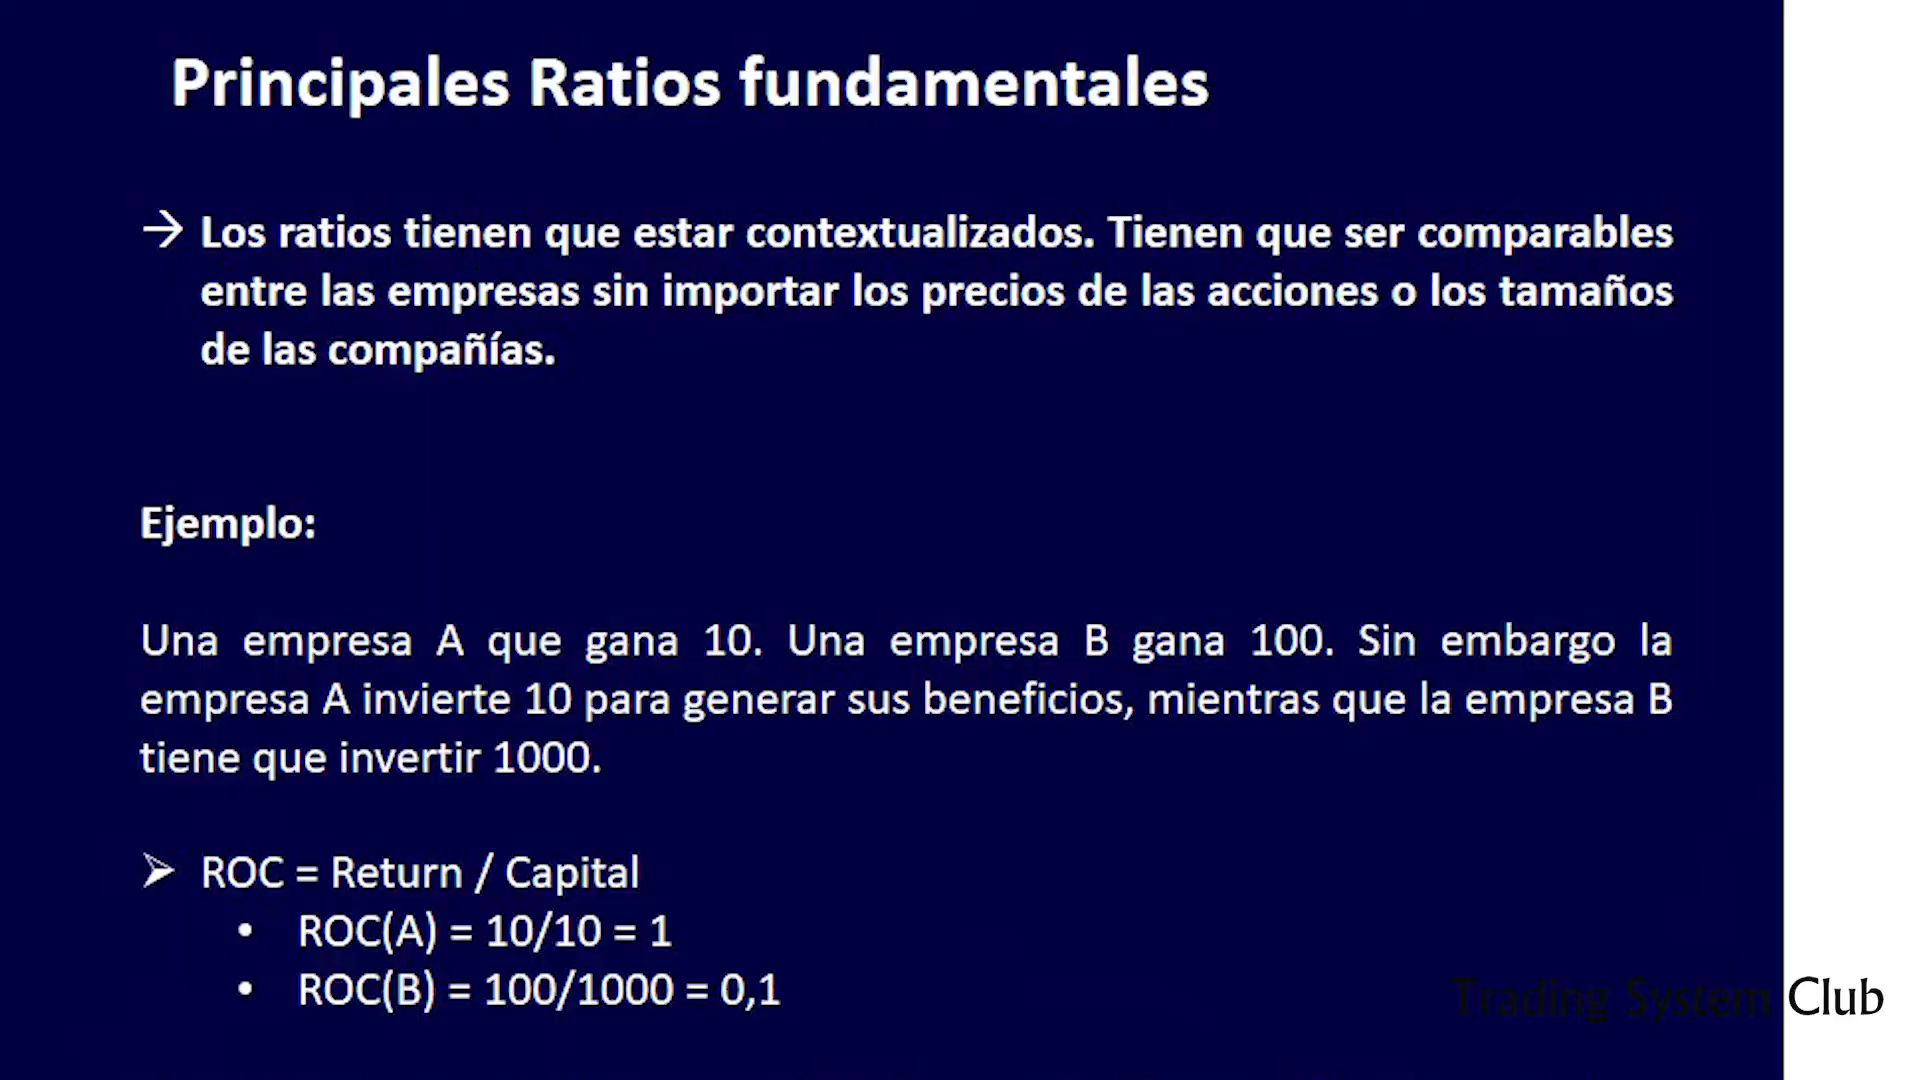 Principales Ratios fundamentales
→ Los ratios tienen que estar contextualizados. Tienen que ser comparables
entre las empresas sin importar los precios de las acciones o los tamaños
de las compañías.
Ejemplo:
Una empresa A que gana 10. Una empresa B gana 100. Sin embargo la
empresa A invierte 10 para generar sus beneficios, mientras que la empresa B
tiene que invertir 1000.
➢ ROC = Return / Capital
• ROC(A) = 10/10 = 1
• ROC(B) = 100/1000 = 0,1
Trading System Club